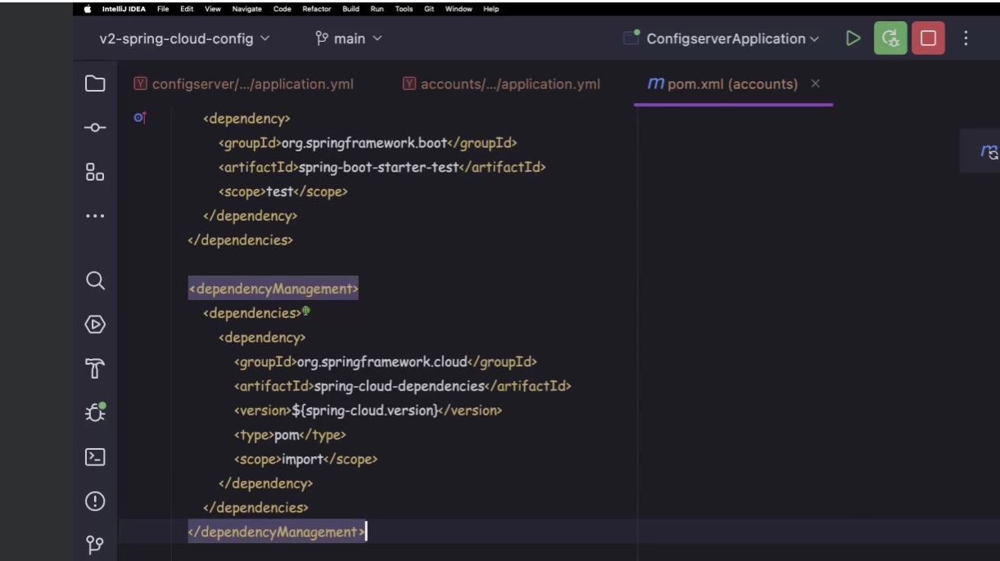 IntelliJ IDEA File Edit View Navigate Code Refactor Build Run Tools Git Window Help
v2-spring-cloud-config main ConfigserverApplication
configserver/.../application.yml accounts/.../application.yml pom.xml (accounts)
<dependency>
<groupId>org.springframework.boot</groupId>
<artifactId>spring-boot-starter-test</artifactId>
<scope>test</scope>
</dependency>
</dependencies>
<dependencyManagement>
<dependencies>
<dependency>
<groupId>org.springframework.cloud</groupId>
<artifactId>spring-cloud-dependencies</artifactId>
<version>${spring-cloud.version}</version>
<type>pom</type>
<scope>import</scope>
</dependency>
</dependencies>
</dependencyManagement>